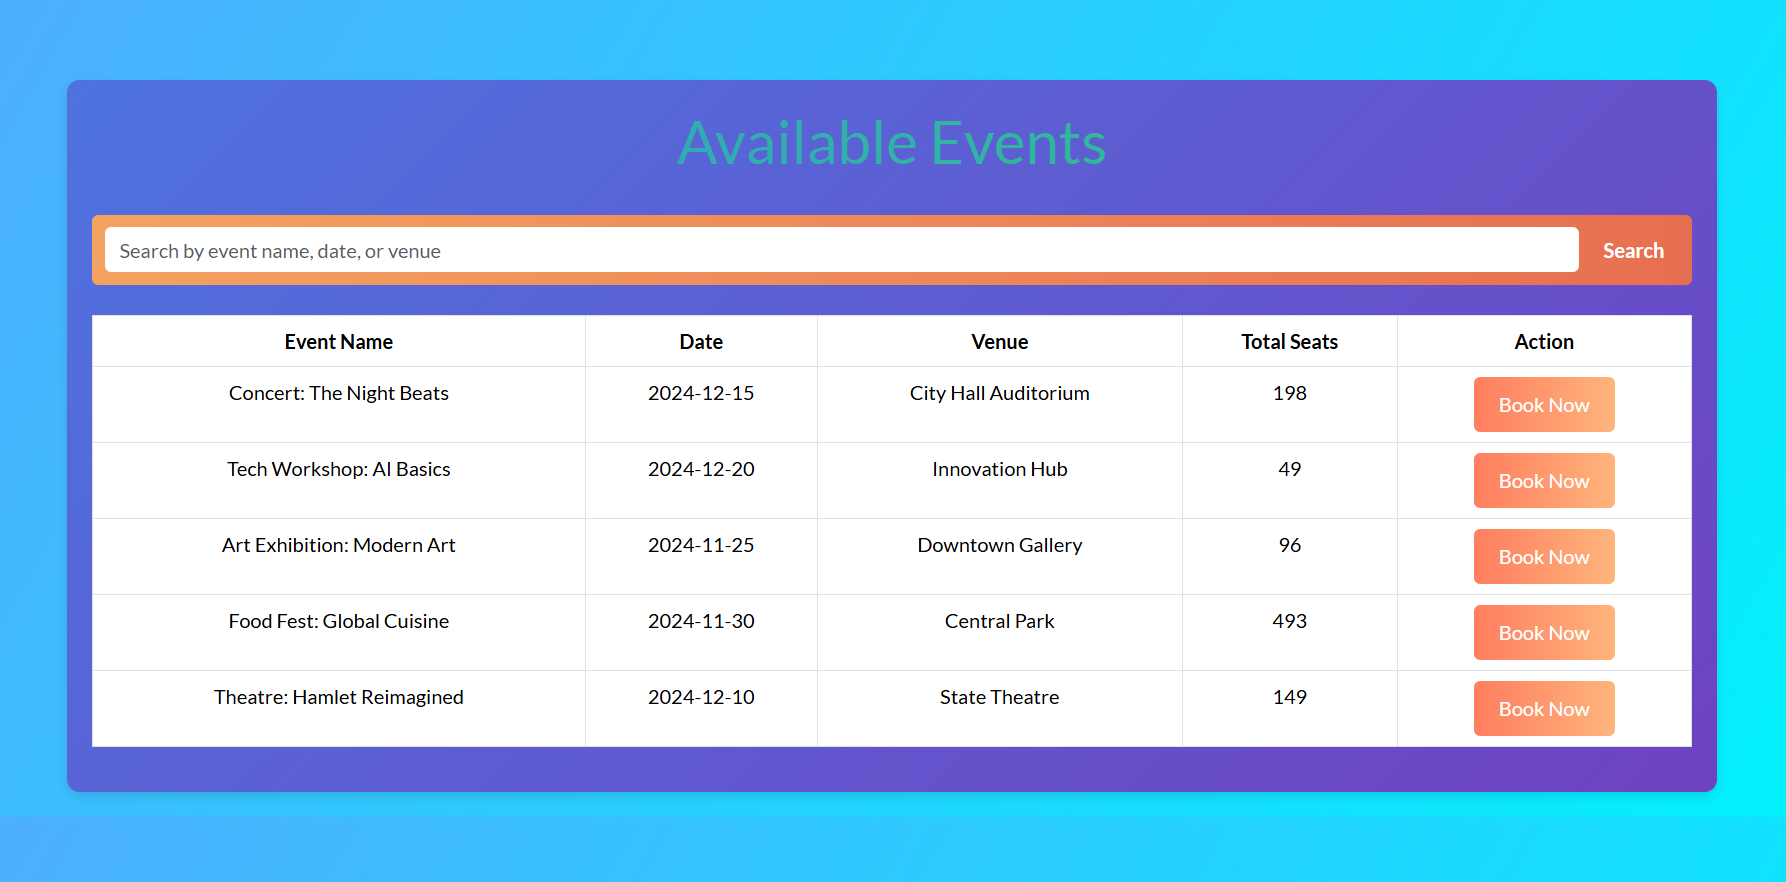 Available Events
Search by event name, date, or venue Search
Event Name Date Venue Total Seats Action
Concert: The Night Beats 2024-12-15 City Hall Auditorium 198 Book Now
Tech Workshop: AI Basics 2024-12-20 Innovation Hub 49 Book Now
Art Exhibition: Modern Art 2024-11-25 Downtown Gallery 96 Book Now
Food Fest: Global Cuisine 2024-11-30 Central Park 493 Book Now
Theatre: Hamlet Reimagined 2024-12-10 State Theatre 149 Book Now